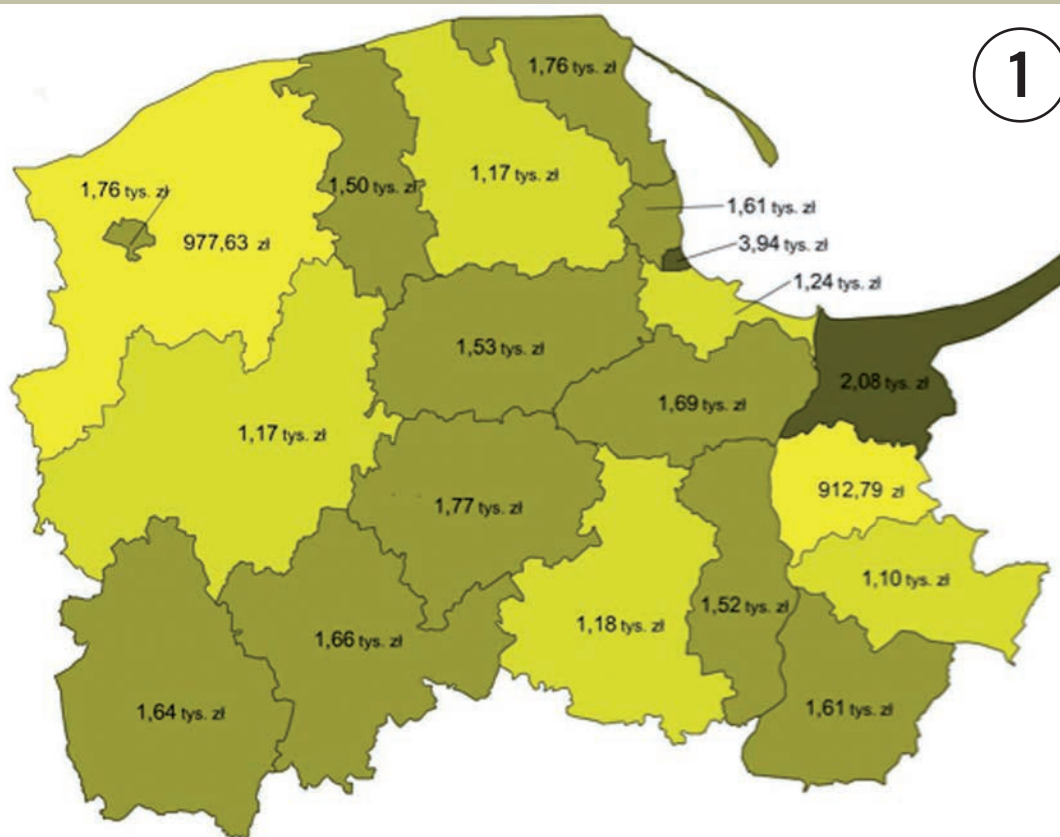 1
1,76 tys. zł
1,17 tys. zł
1,50 tys. zł
1,76 tys. zł
1,61 tys. zł
977,63 zł
3,94 tys. zł
1,24 tys. zł
1,53 tys. zł
2,08 tys. zł
1,69 tys. zł
1,17 tys. zł
912,79 zł
1,77 tys. zł
1,10 tys. zł
1,52 tys. zł
1,18 tys. zł
1,66 tys. zł
1,64 tys. zł
1,61 tys. zł